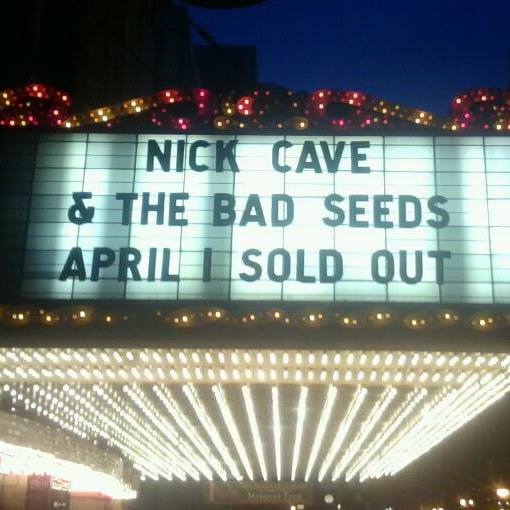 NICK CAVE
& THE BAD SEEDS
APRIL 1 SOLD OUT